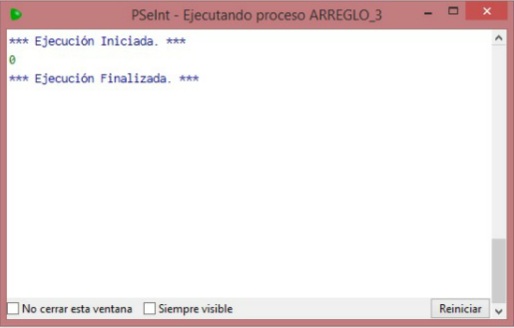 PSeInt - Ejecutando proceso ARREGLO_3
*** Ejecución Iniciada. ***
0
*** Ejecución Finalizada. ***
No cerrar esta ventana Siempre visible Reiniciar